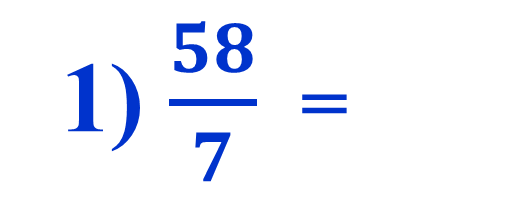 1) 58/7 =